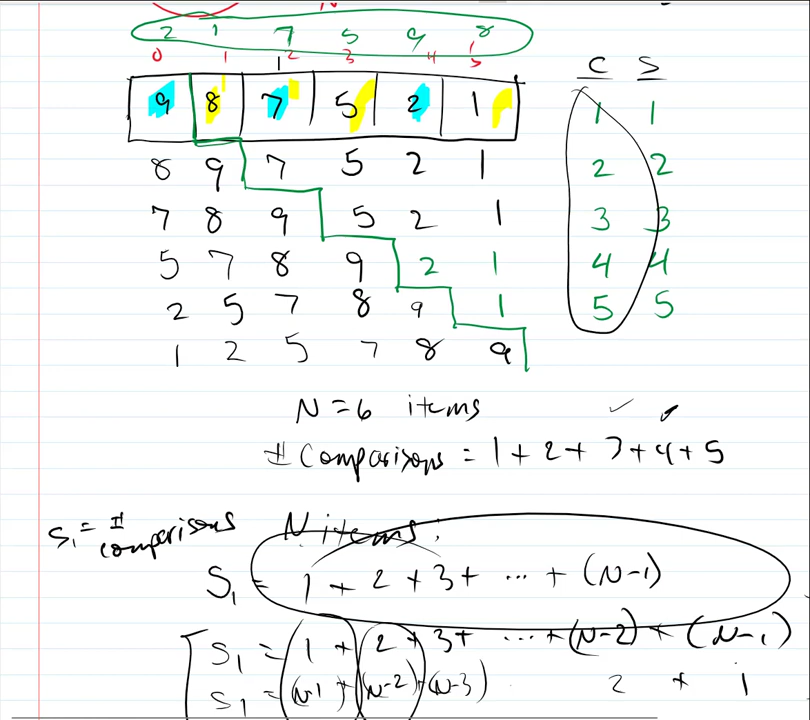 N
2 1 7 5 9 8
0 1 1 2 3 4 5
C S
9 8 7 5 2 1
1 1
8 9 7 5 2 1
2 2
7 8 9 5 2 1
3 3
5 7 8 9 2 1
4 4
2 5 7 8 9 1
5 5
1 2 5 7 8 9
N = 6 items
# Comparisons = 1 + 2 + 3 + 4 + 5
S1 = # comparisons
N items:
S1 = 1 + 2 + 3 + ... + (N-1)
S1 = 1 + 2 + 3 + ... + (N-2) + (N-1)
S1 = (N-1) + (N-2) + (N-3) 2 + 1